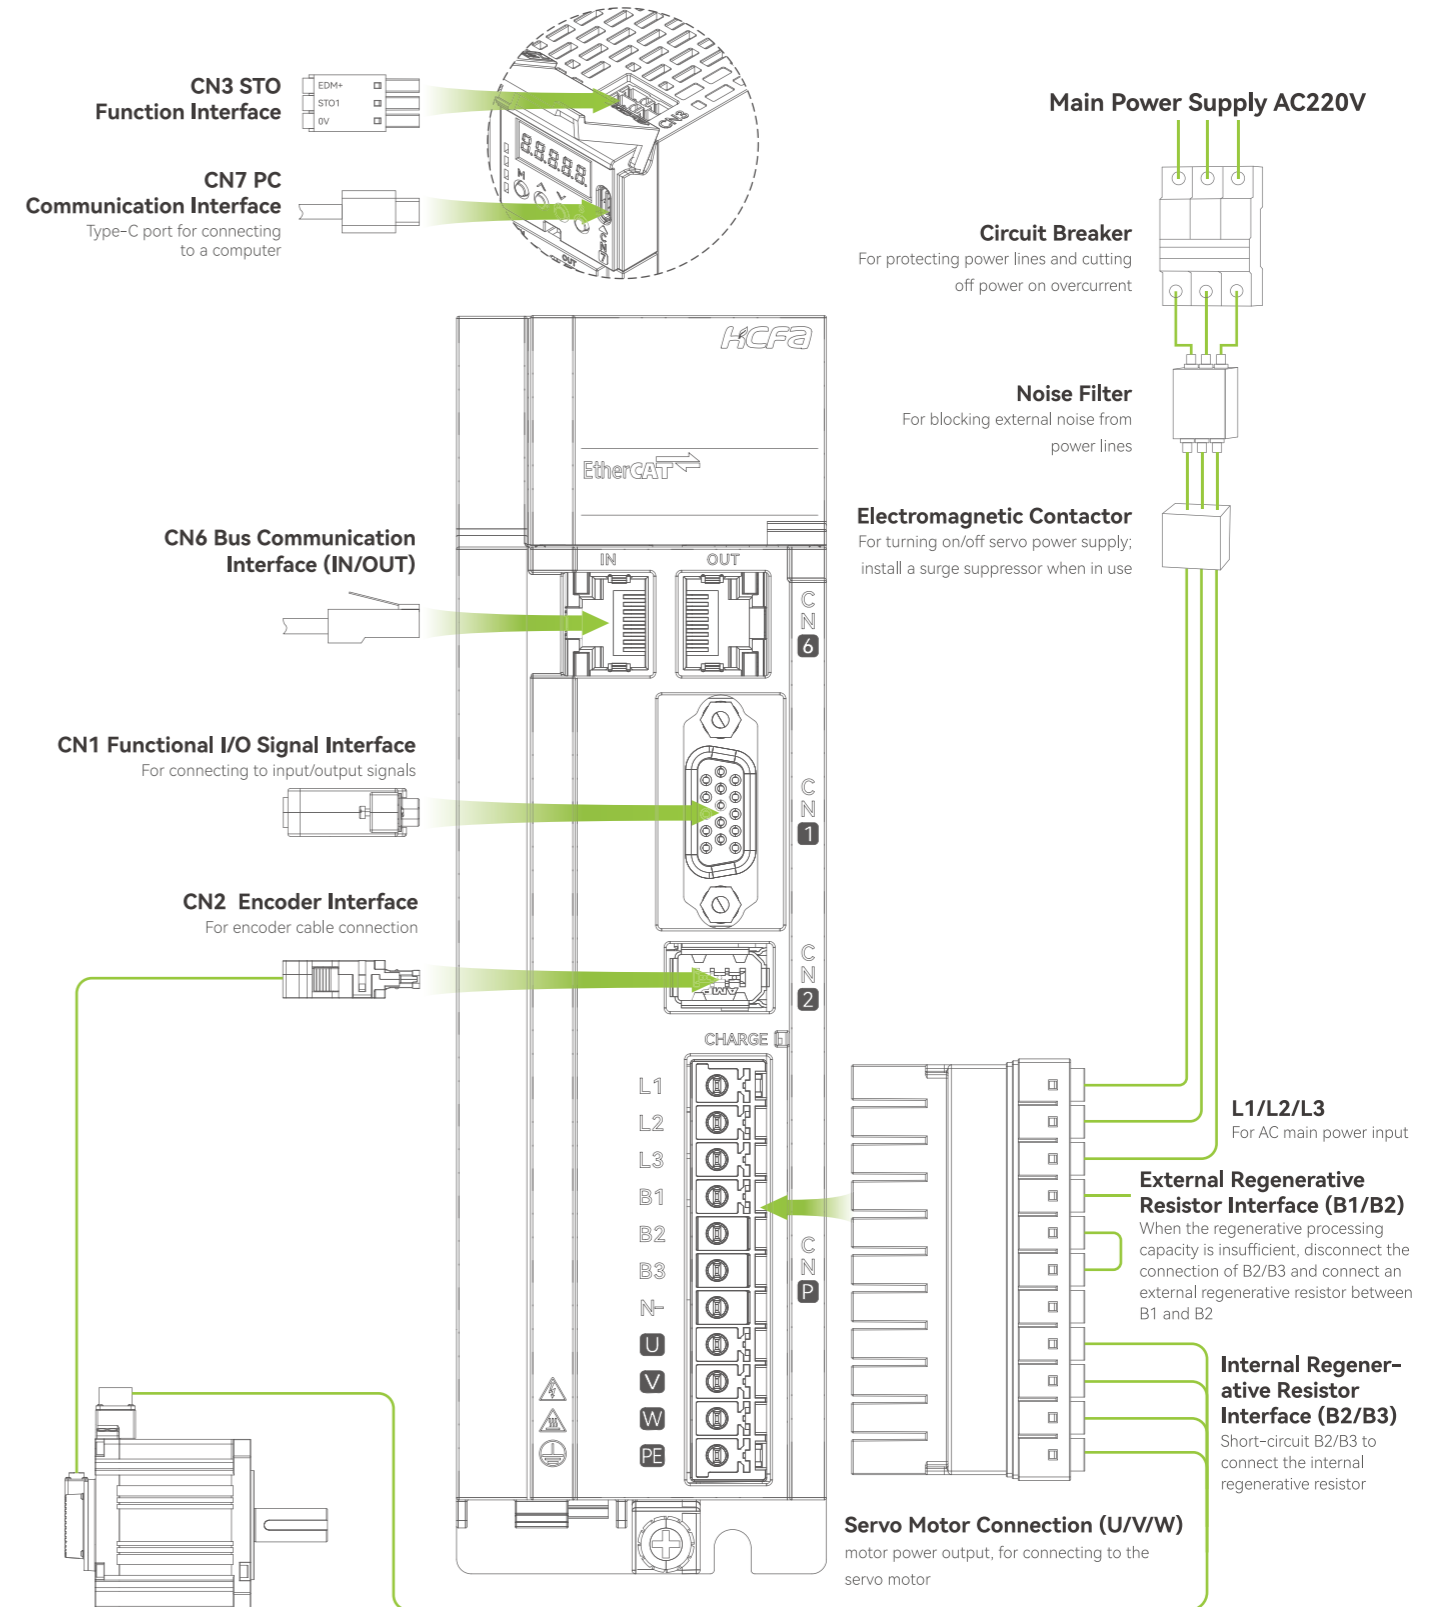 CN3 STO
Function Interface
EDM+
STO1
0V
CN3
8.8.8.8.8.
M
CN7
OUT
CN7 PC
Communication Interface
Type-C port for connecting
to a computer
Main Power Supply AC220V
Circuit Breaker
For protecting power lines and cutting
off power on overcurrent
HCFA
Noise Filter
For blocking external noise from
power lines
EtherCAT
Electromagnetic Contactor
For turning on/off servo power supply;
install a surge suppressor when in use
CN6 Bus Communication
Interface (IN/OUT)
IN
OUT
CN6
CN1 Functional I/O Signal Interface
For connecting to input/output signals
CN1
CN2 Encoder Interface
For encoder cable connection
CN2
CHARGE
L1
L2
L3
B1
B2
B3
N-
U
V
W
PE
CNP
L1/L2/L3
For AC main power input
External Regenerative
Resistor Interface (B1/B2)
When the regenerative processing
capacity is insufficient, disconnect the
connection of B2/B3 and connect an
external regenerative resistor between
B1 and B2
Internal Regener-
ative Resistor
Interface (B2/B3)
Short-circuit B2/B3 to
connect the internal
regenerative resistor
Servo Motor Connection (U/V/W)
motor power output, for connecting to the
servo motor